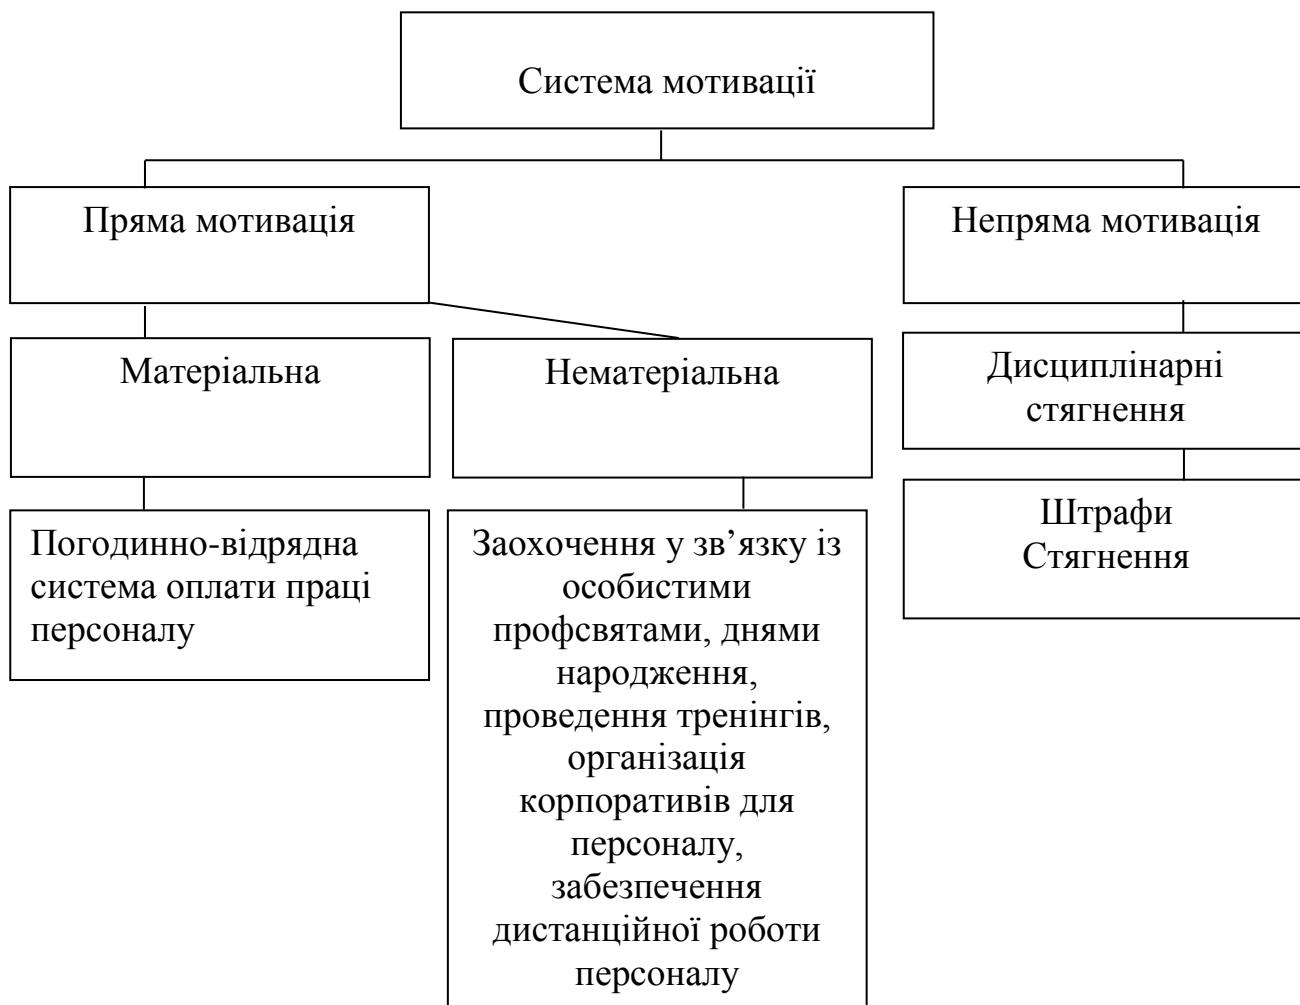 Система мотивації
Пряма мотивація
Непряма мотивація
Матеріальна
Нематеріальна
Дисциплінарні
стягнення
Погодинно-відрядна
система оплати праці
персоналу
Заохочення у зв’язку із
особистими
профсвятами, днями
народження,
проведення тренінгів,
організація
корпоративів для
персоналу,
забезпечення
дистанційної роботи
персоналу
Штрафи
Стягнення